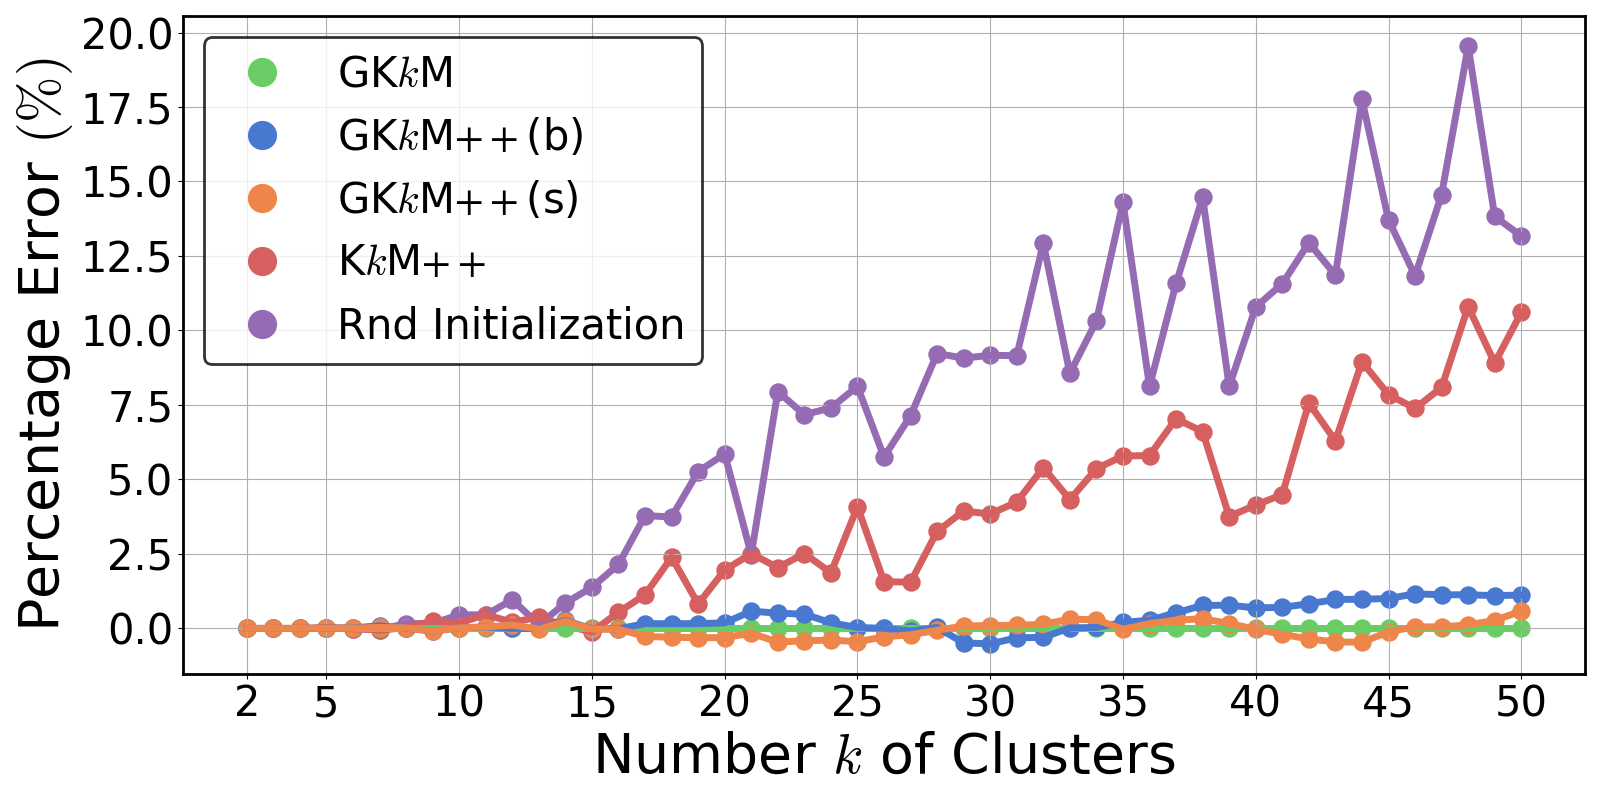 Percentage Error (%)
20.0
17.5
15.0
12.5
10.0
7.5
5.0
2.5
0.0
GKkM
GKkM++(b)
GKkM++(s)
KkM++
Rnd Initialization
2 5 10 15 20 25 30 35 40 45 50
Number k of Clusters